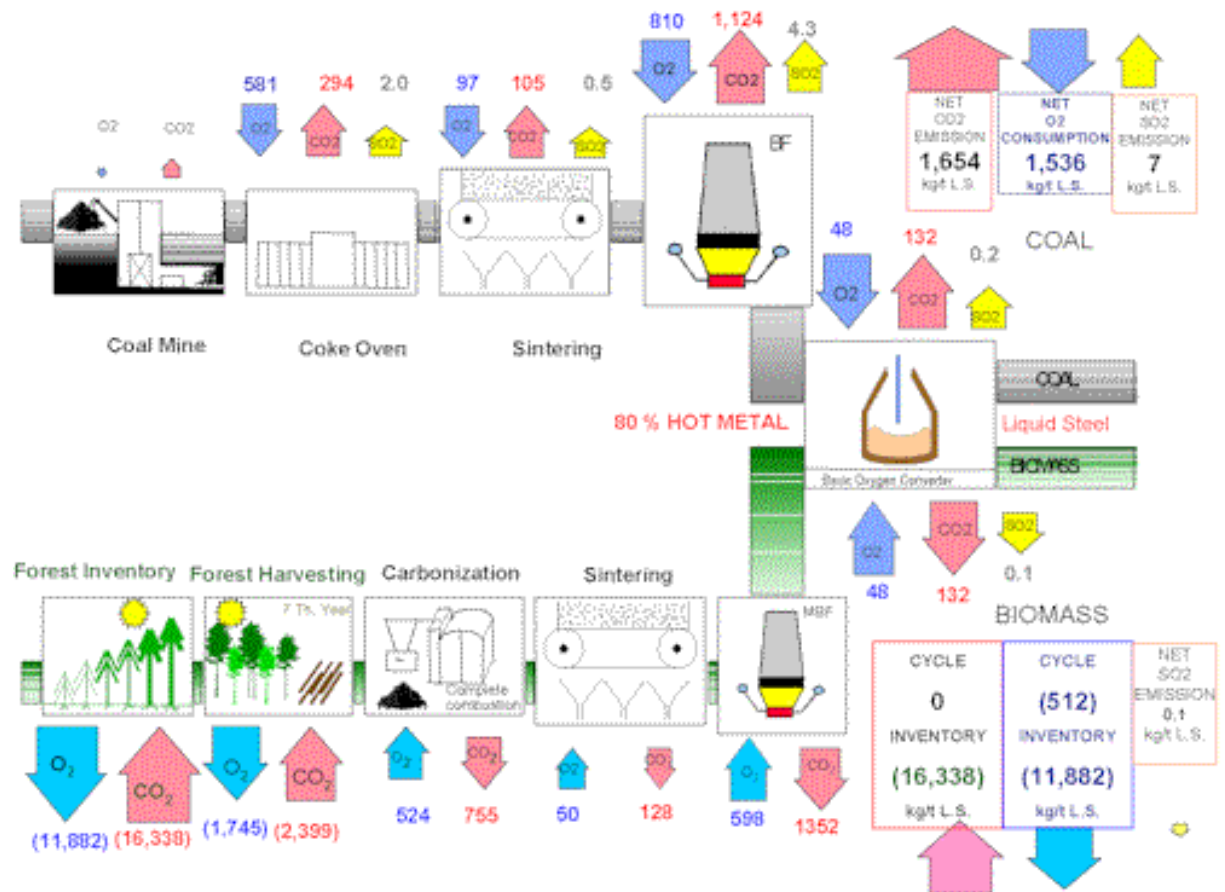 810
1,124
4.3
O2
CO2
SO2
581
294
2.0
97
105
0.5
O2
CO2
O2
CO2
SO2
O2
CO2
SO2
BF
NET
CO2
EMISSION
1,654
kg/t L.S.
NET
O2
CONSUMPTION
1,536
kg/t L.S.
NET
SO2
EMISSION
7
kg/t L.S.
COAL
48
132
0.2
O2
CO2
SO2
Coal Mine
Coke Oven
Sintering
80 % HOT METAL
COAL
Liquid Steel
BIOMASS
Basic Oxygen Converter
O2
CO2
SO2
48
132
0.1
BIOMASS
Forest Inventory
Forest Harvesting
Carbonization
Sintering
7 Th. Year
Complete
combustion
MBF
O2
CO2
O2
CO2
O2
CO2
O2
CO2
O2
CO2
(11,882)
(16,338)
(1,745)
(2,399)
524
755
50
128
598
1352
CYCLE
0
INVENTORY
(16,338)
kg/t L.S.
CYCLE
(512)
INVENTORY
(11,882)
kg/t L.S.
NET
SO2
EMISSION
0.1
kg/t L.S.